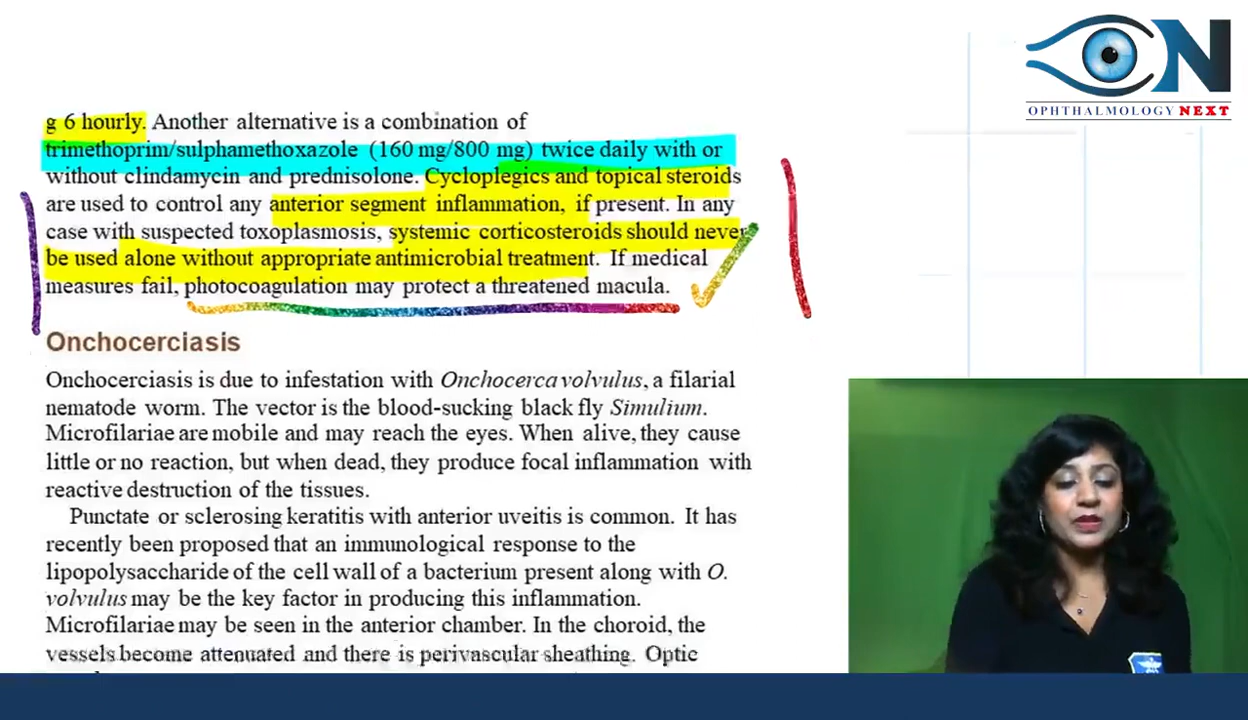 ON
OPHTHALMOLOGY NEXT
g 6 hourly. Another alternative is a combination of
trimethoprim/sulphamethoxazole (160 mg/800 mg) twice daily with or
without clindamycin and prednisolone. Cycloplegics and topical steroids
are used to control any anterior segment inflammation, if present. In any
case with suspected toxoplasmosis, systemic corticosteroids should never
be used alone without appropriate antimicrobial treatment. If medical
measures fail, photocoagulation may protect a threatened macula.
Onchocerciasis
Onchocerciasis is due to infestation with Onchocerca volvulus, a filarial
nematode worm. The vector is the blood-sucking black fly Simulium.
Microfilariae are mobile and may reach the eyes. When alive, they cause
little or no reaction, but when dead, they produce focal inflammation with
reactive destruction of the tissues.
Punctate or sclerosing keratitis with anterior uveitis is common. It has
recently been proposed that an immunological response to the
lipopolysaccharide of the cell wall of a bacterium present along with O.
volvulus may be the key factor in producing this inflammation.
Microfilariae may be seen in the anterior chamber. In the choroid, the
vessels become attenuated and there is perivascular sheathing. Optic